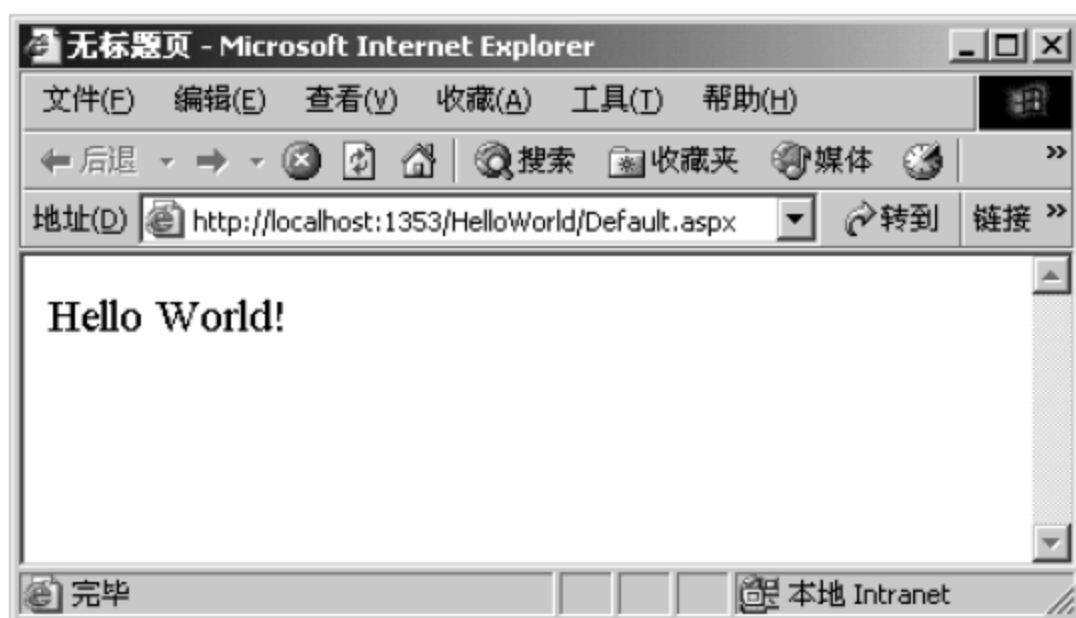 无标题页 - Microsoft Internet Explorer
文件(F) 编辑(E) 查看(V) 收藏(A) 工具(T) 帮助(H)
后退 搜索 收藏夹 媒体 »
地址(D) http://localhost:1353/HelloWorld/Default.aspx 转到 链接 »
Hello World!
完毕 本地 Intranet